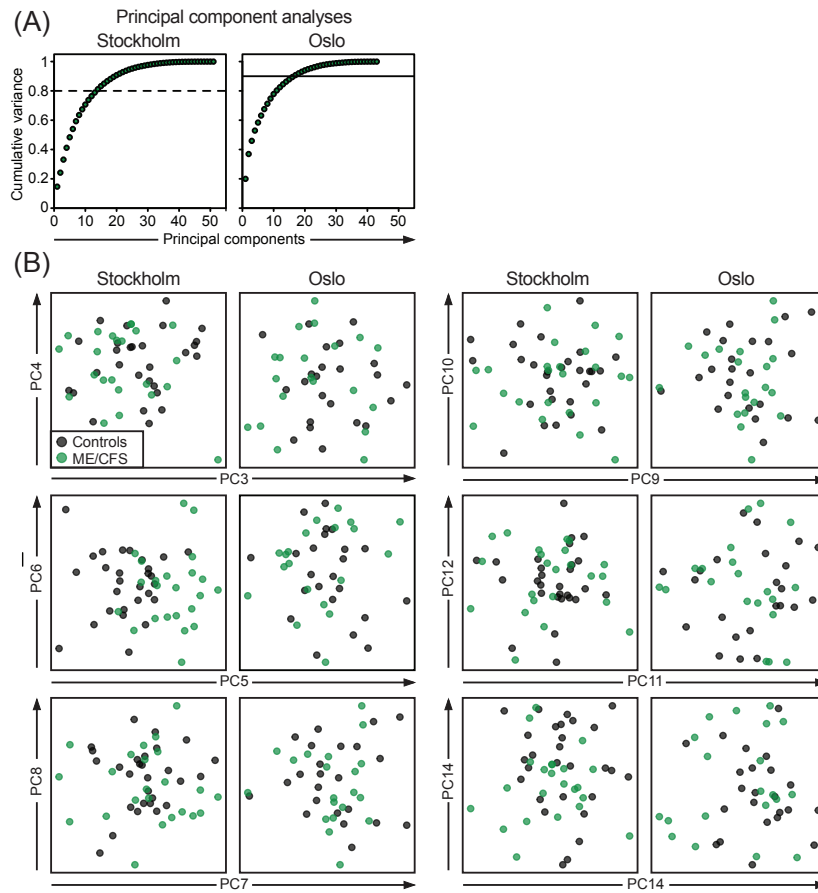 (A)
Principal component analyses
Stockholm Oslo
Cumulative variance
1
0.8
0.6
0.4
0.2
0
0 10 20 30 40 50
0 10 20 30 40 50
Principal components
(B)
Stockholm Oslo Stockholm Oslo
PC4
Controls
ME/CFS
PC3
PC10
PC9
PC6
PC5
PC12
PC11
PC8
PC7
PC14
PC14